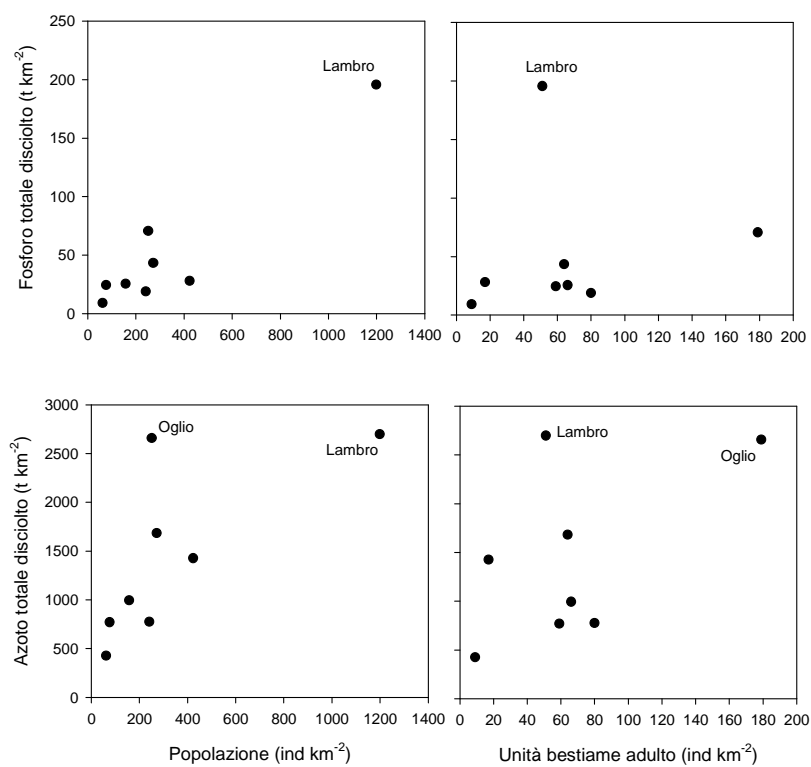 250
200
150
100
50
0
Fosforo totale disciolto (t km-2)
Lambro
0 200 400 600 800 1000 1200 1400
Lambro
0 20 40 60 80 100 120 140 160 180 200
3000
2500
2000
1500
1000
500
0
Azoto totale disciolto (t km-2)
Oglio
Lambro
0 200 400 600 800 1000 1200 1400
Popolazione (ind km-2)
Lambro
Oglio
0 20 40 60 80 100 120 140 160 180 200
Unità bestiame adulto (ind km-2)